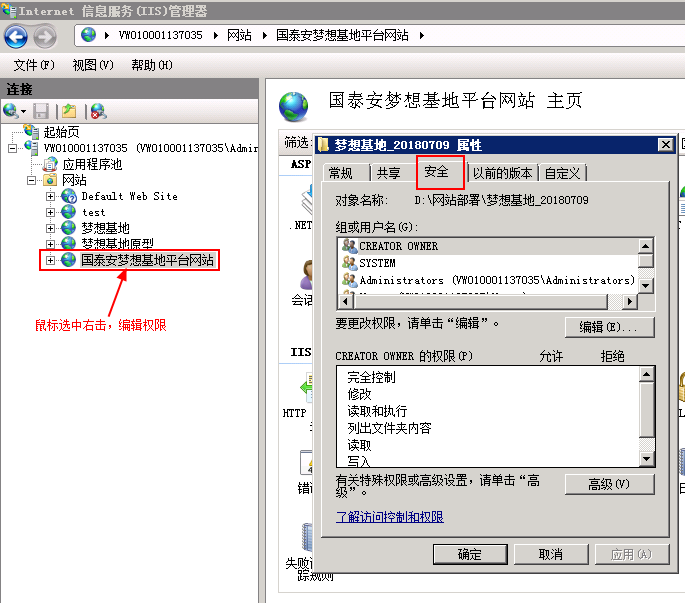 Internet 信息服务(IIS)管理器
VW010001137035 网站 国泰安梦想基地平台网站
文件(F) 视图(V) 帮助(H)
连接
起始页
VW010001137035 (VW010001137035\Admir
应用程序池
网站
Default Web Site
test
梦想基地
梦想基地原型
国泰安梦想基地平台网站
鼠标选中右击，编辑权限
国泰安梦想基地平台网站 主页
筛选
ASP
.NET
会话
IIS
HTTP
错误
失败
踪规则
梦想基地_20180709 属性
常规 共享 安全 以前的版本 自定义
对象名称: D:\网站部署\梦想基地_20180709
组或用户名(G):
CREATOR OWNER
SYSTEM
Administrators (VW010001137035\Administrators)
要更改权限，请单击“编辑”。
编辑(E)...
CREATOR OWNER 的权限(P) 允许 拒绝
完全控制
修改
读取和执行
列出文件夹内容
读取
写入
有关特殊权限或高级设置，请单击“高
级”。
高级(V)
了解访问控制和权限
确定 取消 应用(A)